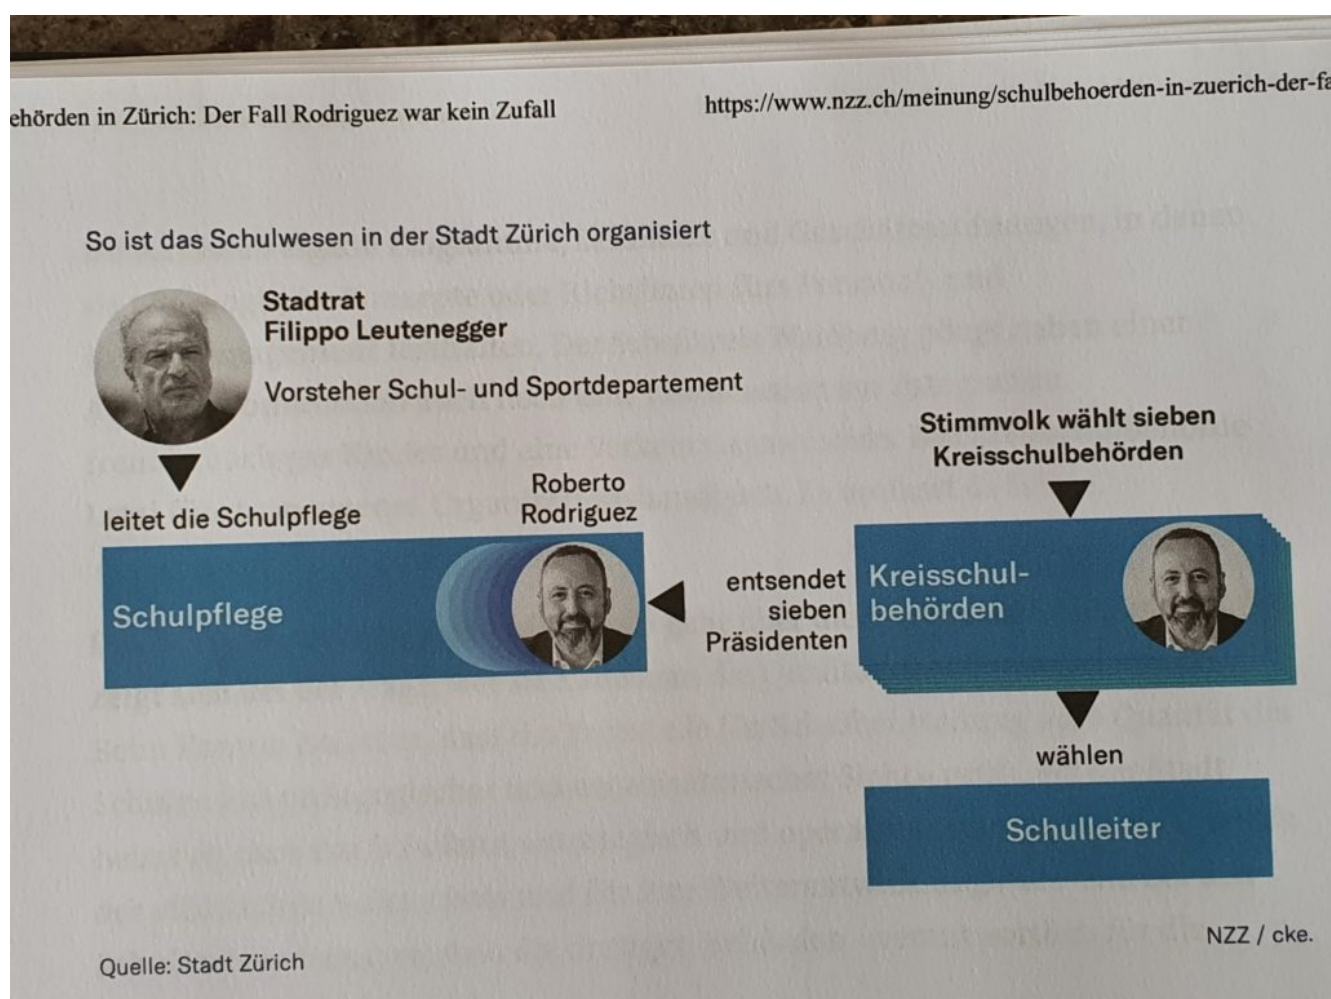 ehörden in Zürich: Der Fall Rodriguez war kein Zufall
https://www.nzz.ch/meinung/schulbehoerden-in-zuerich-der-fa
So ist das Schulwesen in der Stadt Zürich organisiert
Stadtrat
Filippo Leutenegger
Vorsteher Schul- und Sportdepartement
leitet die Schulpflege
Roberto
Rodriguez
Schulpflege
Stimmvolk wählt sieben
Kreisschulbehörden
entsendet
sieben
Präsidenten
Kreisschul-
behörden
wählen
Schulleiter
Quelle: Stadt Zürich
NZZ / cke.